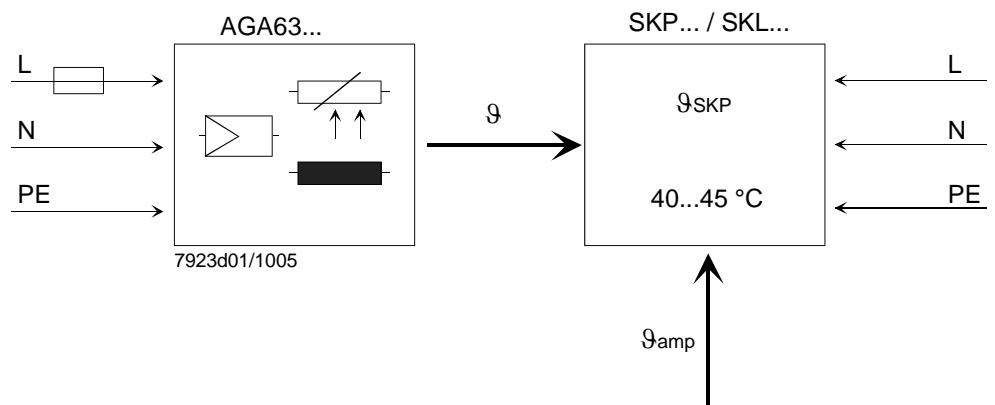 AGA63...
SKP... / SKL...
L
N
PE
ϑ
ϑSKP
40...45 °C
L
N
PE
7923d01/1005
ϑamp